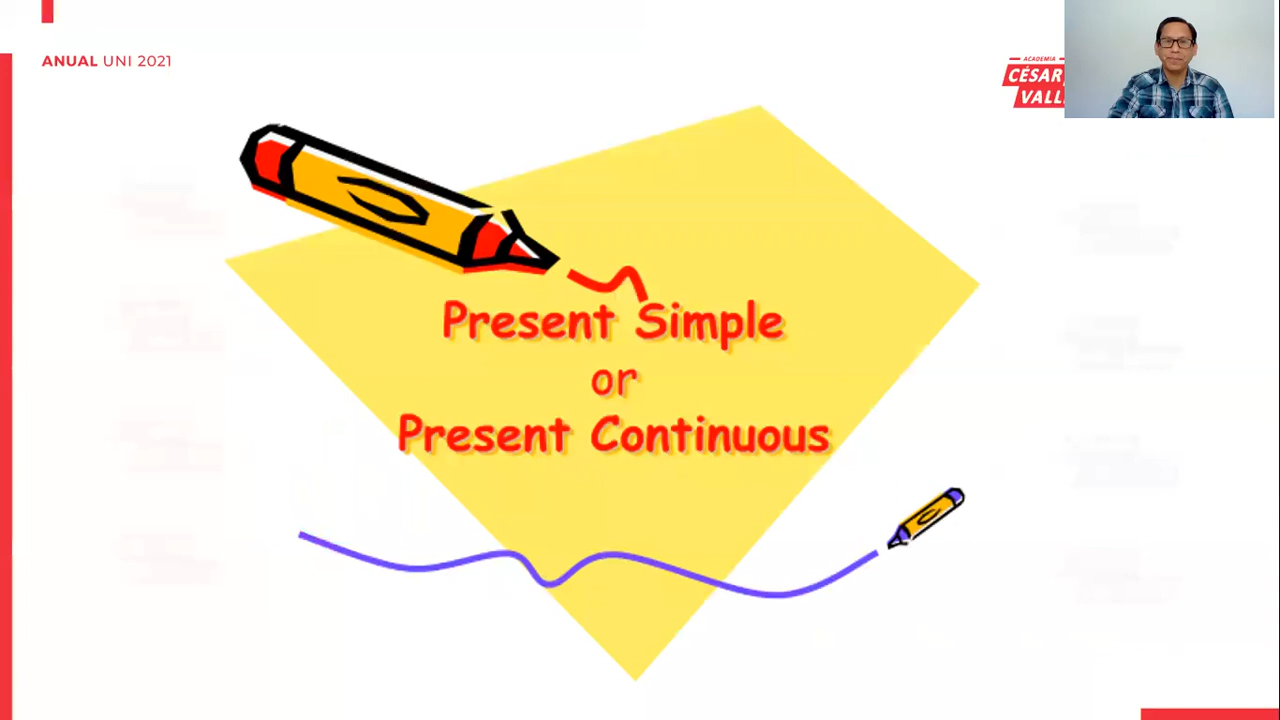 ANUAL UNI 2021
ACADEMIA
CÉSAR
VALL
Present Simple
or
Present Continuous